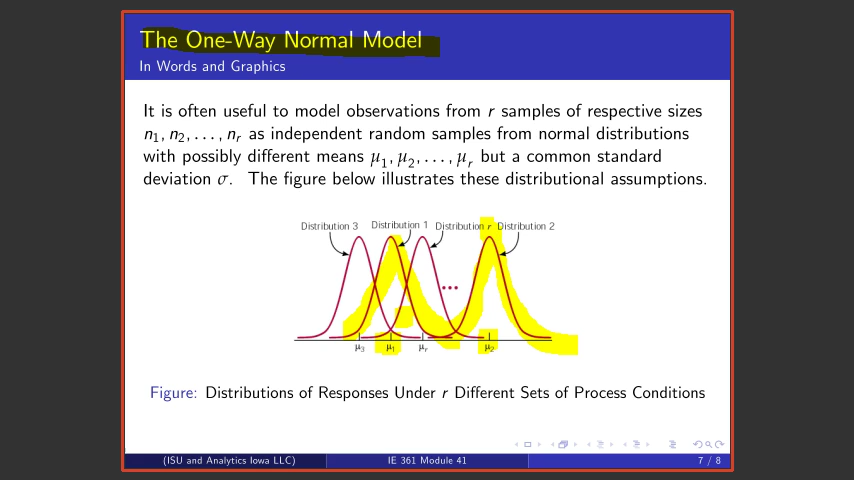 The One-Way Normal Model
In Words and Graphics
It is often useful to model observations from r samples of respective sizes
n₁, n₂, . . . , nᵣ as independent random samples from normal distributions
with possibly different means μ₁, μ₂, . . . , μᵣ but a common standard
deviation σ. The figure below illustrates these distributional assumptions.
Distribution 3 Distribution 1 Distribution r Distribution 2
μ₃ μ₁ μᵣ μ₂
Figure: Distributions of Responses Under r Different Sets of Process Conditions
(ISU and Analytics Iowa LLC) IE 361 Module 41 7 / 8